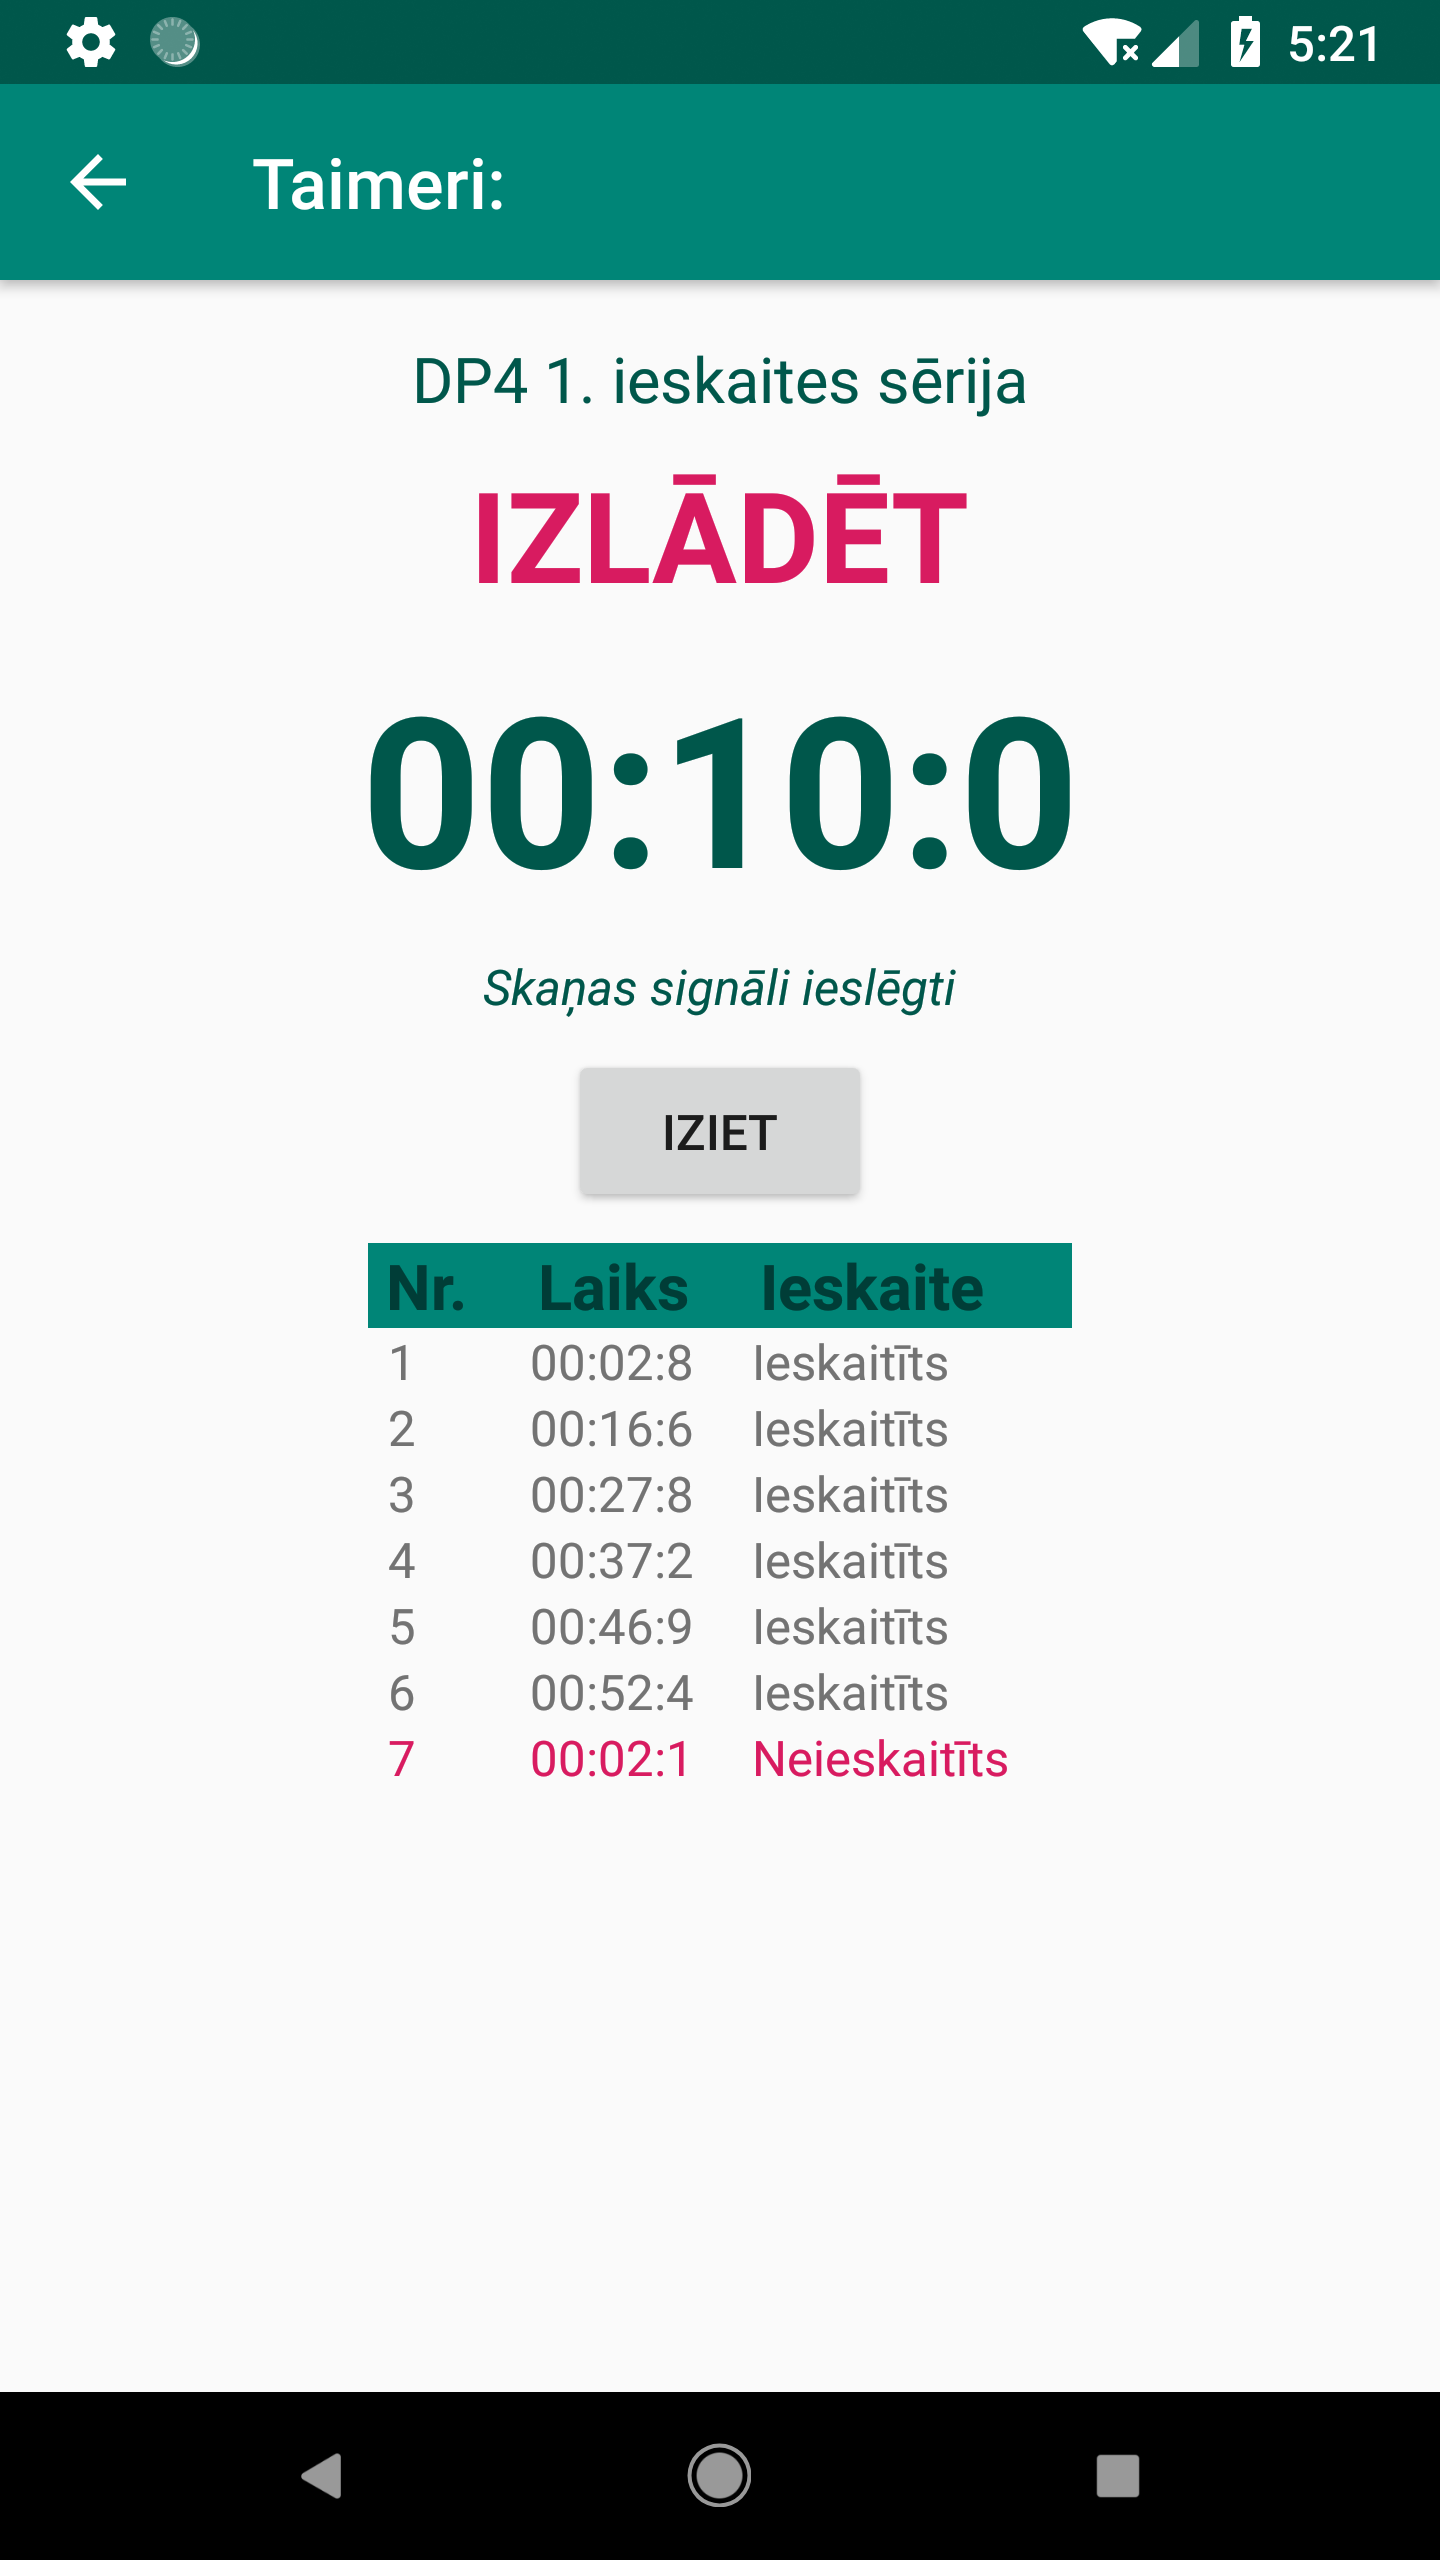 5:21
Taimeri:
DP4 1. ieskaites sērija
IZLĀDĒT
00:10:0
Skaņas signāli ieslēgti
IZIET
Nr. Laiks Ieskaite
1 00:02:8 Ieskaitīts
2 00:16:6 Ieskaitīts
3 00:27:8 Ieskaitīts
4 00:37:2 Ieskaitīts
5 00:46:9 Ieskaitīts
6 00:52:4 Ieskaitīts
7 00:02:1 Neieskaitīts